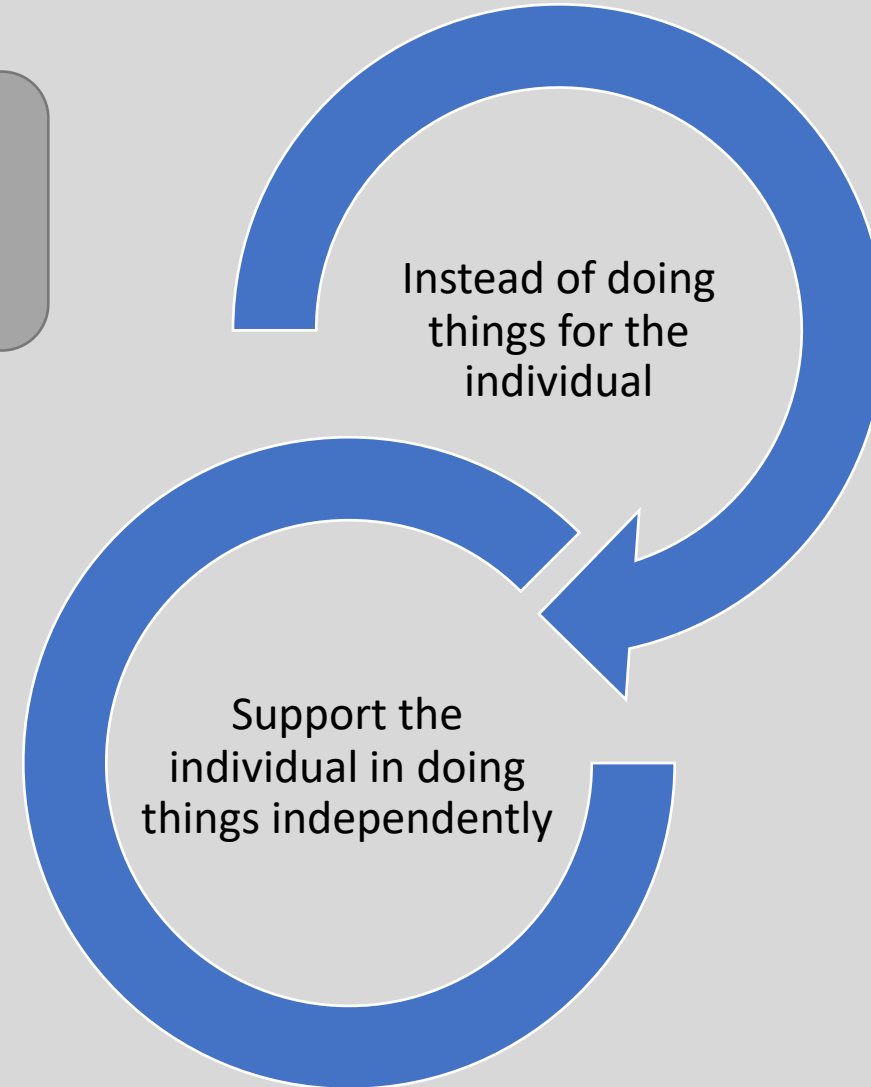 Instead of doing
things for the
individual
Support the
individual in doing
things independently